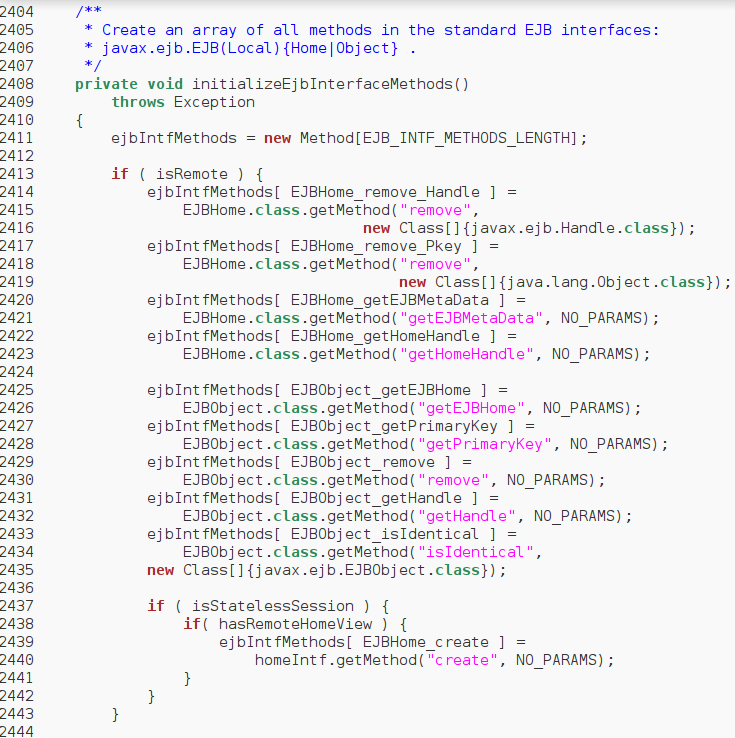 2404     /**
2405      * Create an array of all methods in the standard EJB interfaces:
2406      * javax.ejb.EJB(Local){Home|Object} .
2407      */
2408     private void initializeEjbInterfaceMethods()
2409         throws Exception
2410     {
2411         ejbIntfMethods = new Method[EJB_INTF_METHODS_LENGTH];
2412
2413         if ( isRemote ) {
2414             ejbIntfMethods[ EJBHome_remove_Handle ] =
2415                 EJBHome.class.getMethod("remove",
2416                                     new Class[]{javax.ejb.Handle.class});
2417             ejbIntfMethods[ EJBHome_remove_Pkey ] =
2418                 EJBHome.class.getMethod("remove",
2419                                         new Class[]{java.lang.Object.class});
2420             ejbIntfMethods[ EJBHome_getEJBMetaData ] =
2421                 EJBHome.class.getMethod("getEJBMetaData", NO_PARAMS);
2422             ejbIntfMethods[ EJBHome_getHomeHandle ] =
2423                 EJBHome.class.getMethod("getHomeHandle", NO_PARAMS);
2424
2425             ejbIntfMethods[ EJBObject_getEJBHome ] =
2426                 EJBObject.class.getMethod("getEJBHome", NO_PARAMS);
2427             ejbIntfMethods[ EJBObject_getPrimaryKey ] =
2428                 EJBObject.class.getMethod("getPrimaryKey", NO_PARAMS);
2429             ejbIntfMethods[ EJBObject_remove ] =
2430                 EJBObject.class.getMethod("remove", NO_PARAMS);
2431             ejbIntfMethods[ EJBObject_getHandle ] =
2432                 EJBObject.class.getMethod("getHandle", NO_PARAMS);
2433             ejbIntfMethods[ EJBObject_isIdentical ] =
2434                 EJBObject.class.getMethod("isIdentical",
2435             new Class[]{javax.ejb.EJBObject.class});
2436
2437             if ( isStatelessSession ) {
2438                 if( hasRemoteHomeView ) {
2439                     ejbIntfMethods[ EJBHome_create ] =
2440                         homeIntf.getMethod("create", NO_PARAMS);
2441                 }
2442             }
2443         }
2444